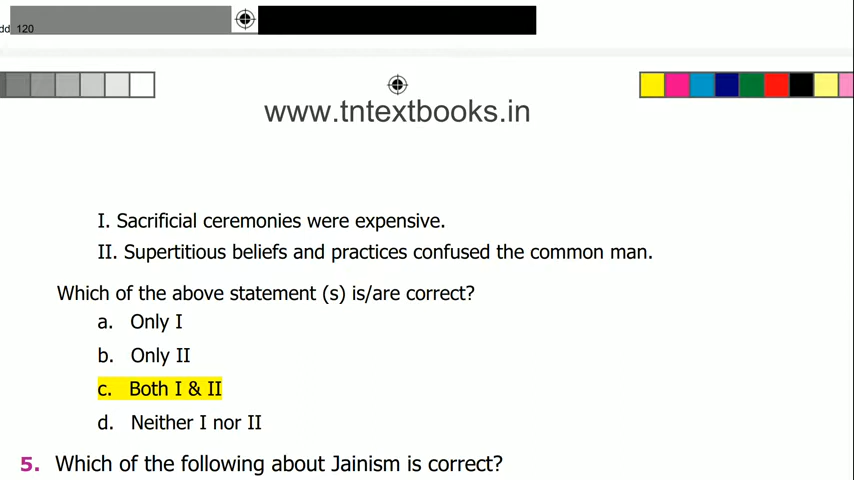 dd 120
www.tntextbooks.in
I. Sacrificial ceremonies were expensive.
II. Supertitious beliefs and practices confused the common man.
Which of the above statement (s) is/are correct?
a. Only I
b. Only II
c. Both I & II
d. Neither I nor II
5. Which of the following about Jainism is correct?